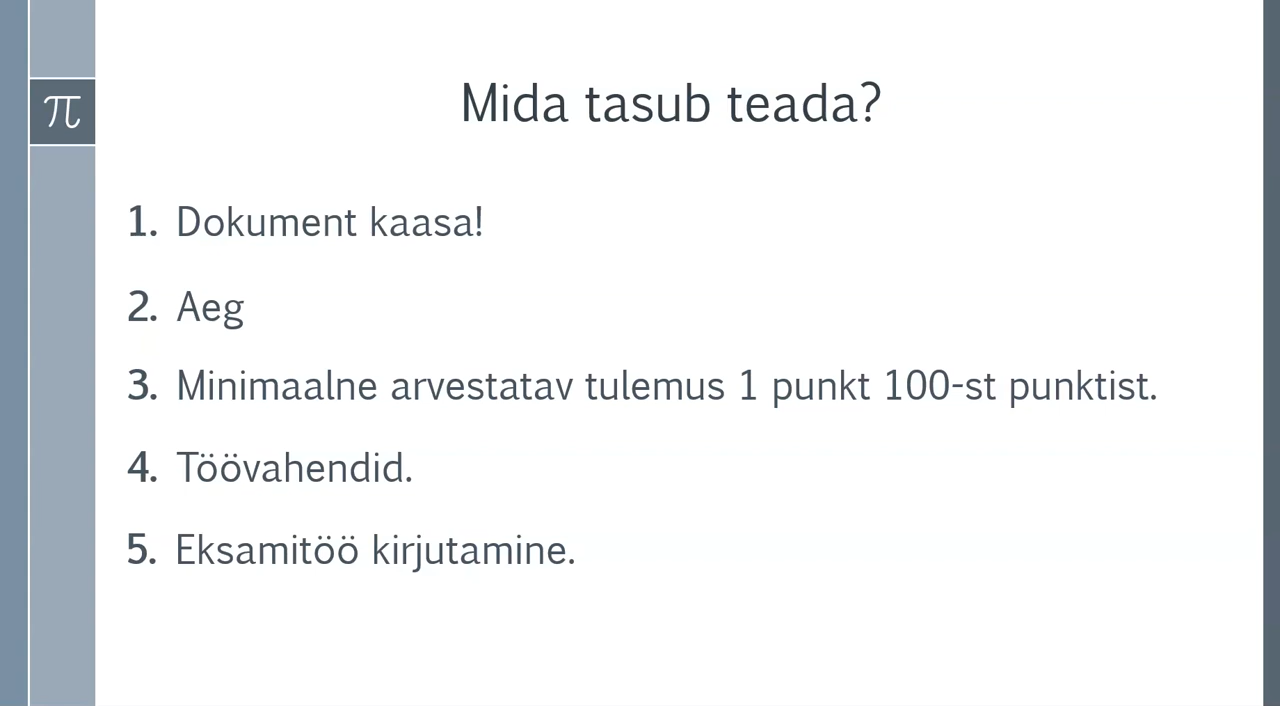 π
Mida tasub teada?
1. Dokument kaasa!
2. Aeg
3. Minimaalne arvestatav tulemus 1 punkt 100-st punktist.
4. Töövahendid.
5. Eksamitöö kirjutamine.